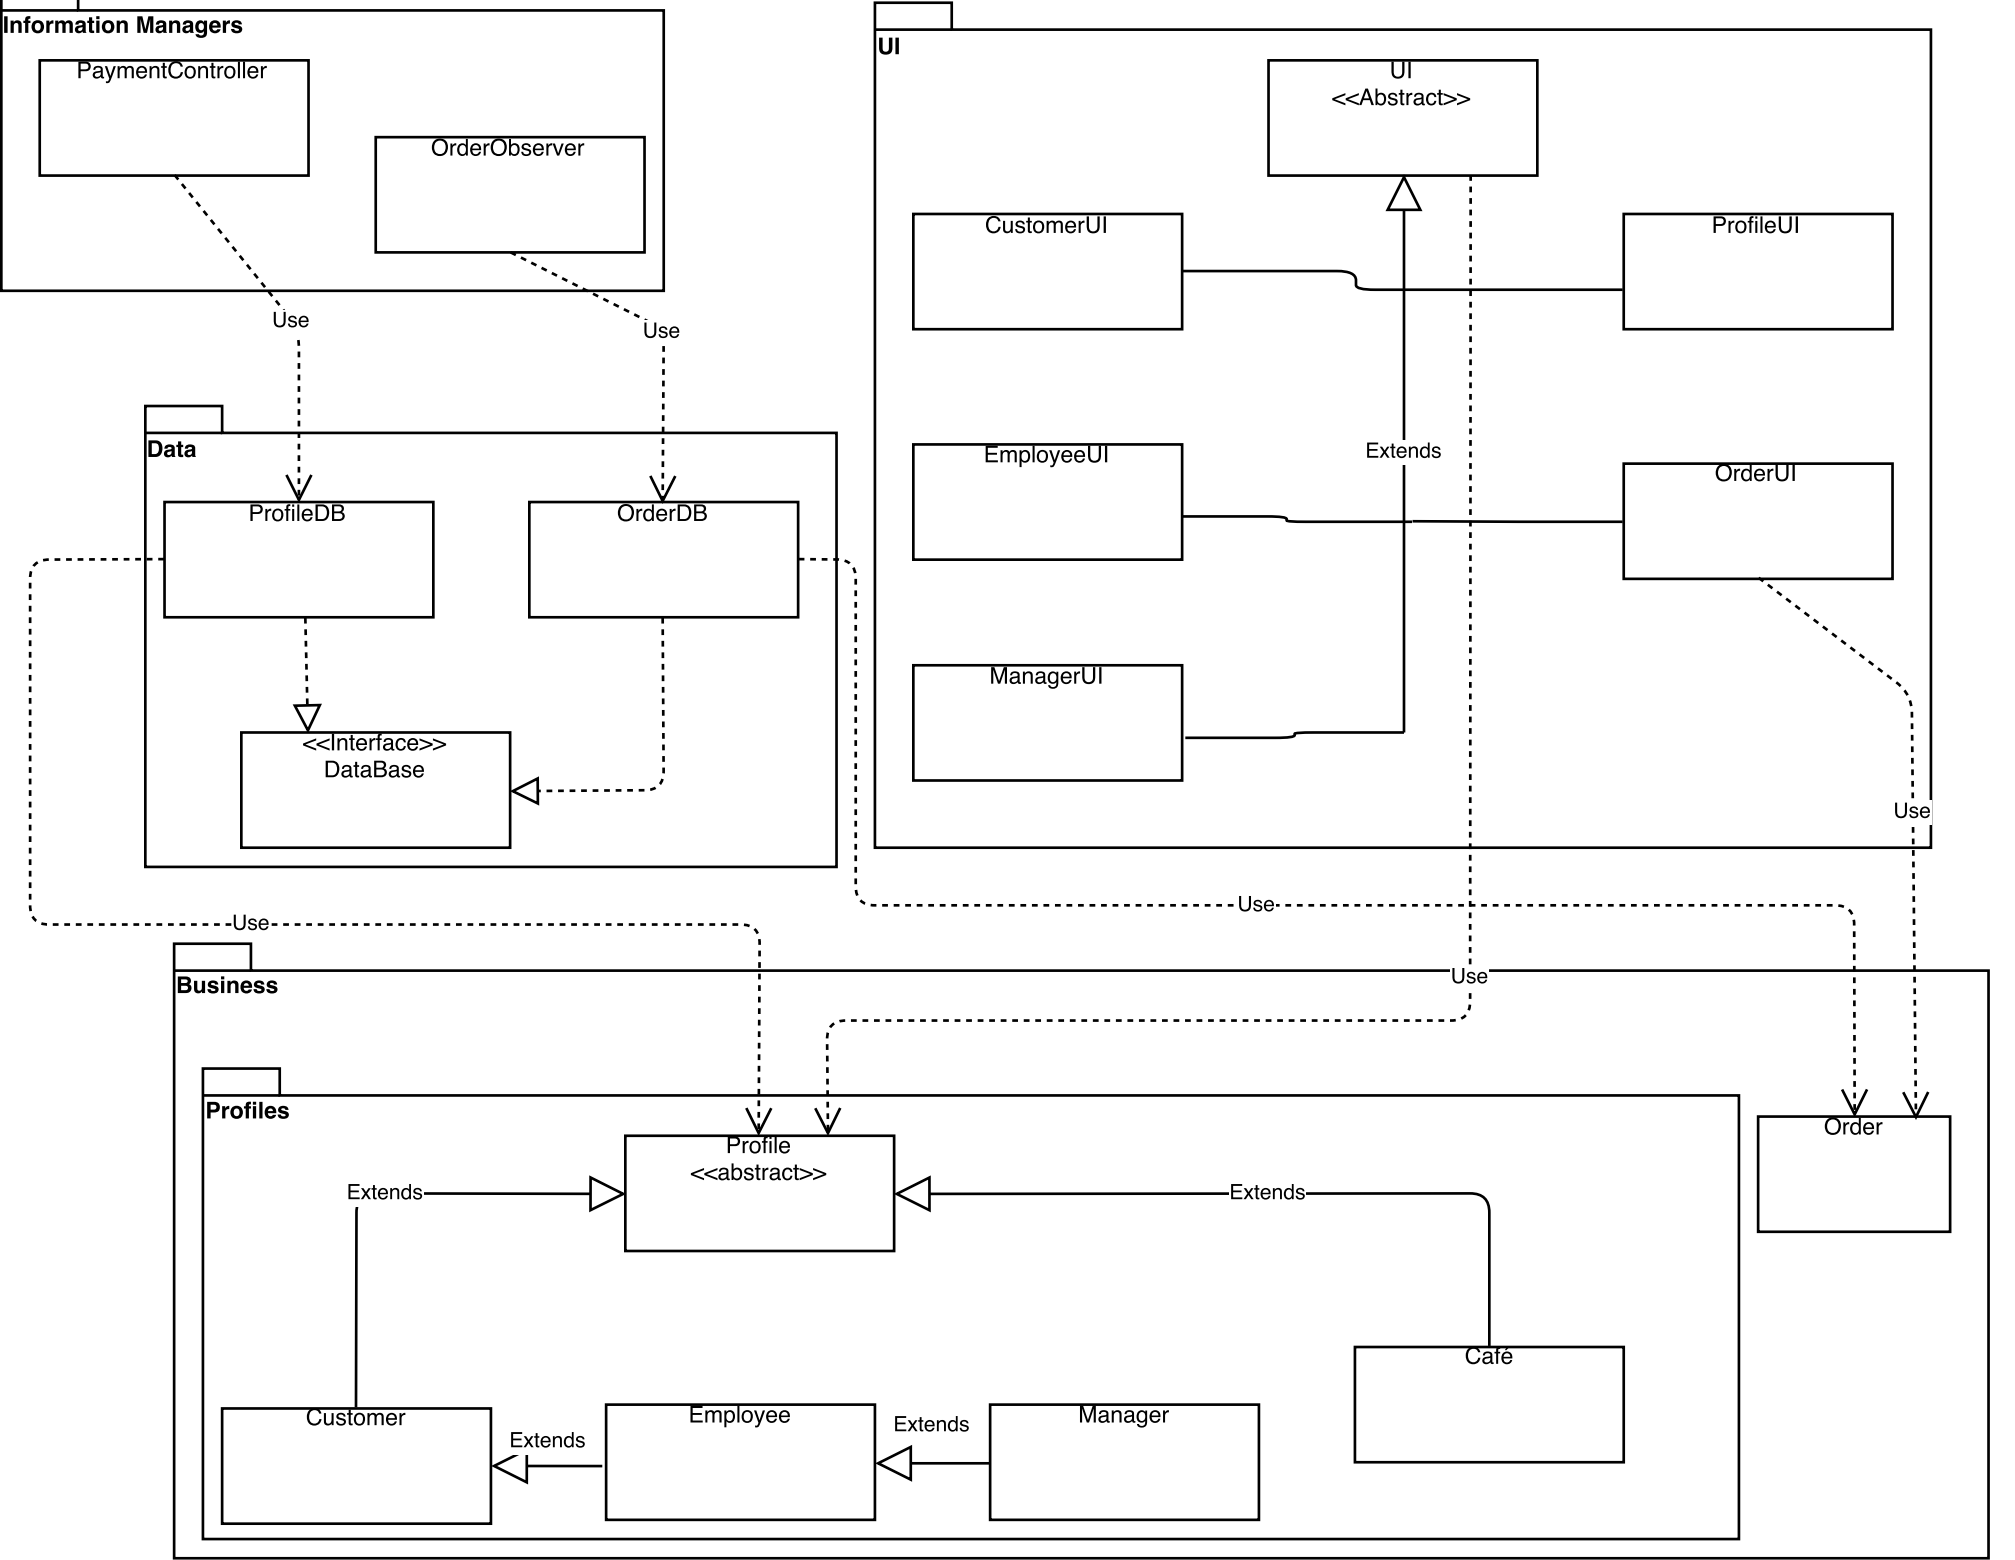 Information Managers
PaymentController
OrderObserver
Use
Use
UI
UI
<<Abstract>>
CustomerUI
ProfileUI
Extends
EmployeeUI
OrderUI
ManagerUI
Use
Data
ProfileDB
OrderDB
<<Interface>>
DataBase
Use
Use
Use
Business
Profiles
Profile
<<abstract>>
Order
Extends
Extends
Café
Customer
Extends
Employee
Extends
Manager